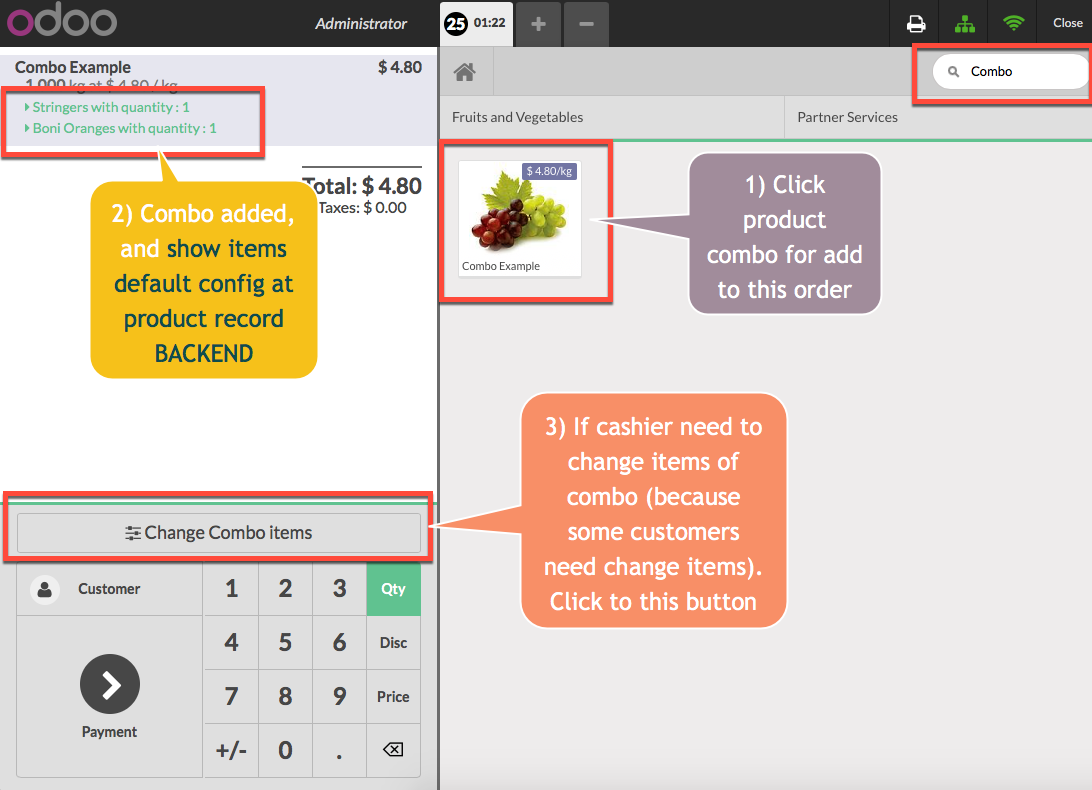 odoo
Administrator
25 01:22
+
−
Close
Combo Example
$ 4.80
1.000 kg at $ 4.80 / kg
Stringers with quantity : 1
Boni Oranges with quantity : 1
Total: $ 4.80
Taxes: $ 0.00
2) Combo added,
and show items
default config at
product record
BACKEND
Combo
Fruits and Vegetables
Partner Services
$ 4.80/kg
Combo Example
1) Click
product
combo for add
to this order
3) If cashier need to
change items of
combo (because
some customers
need change items).
Click to this button
Change Combo items
Customer
1
2
3
Qty
4
5
6
Disc
Payment
7
8
9
Price
+/-
0
.